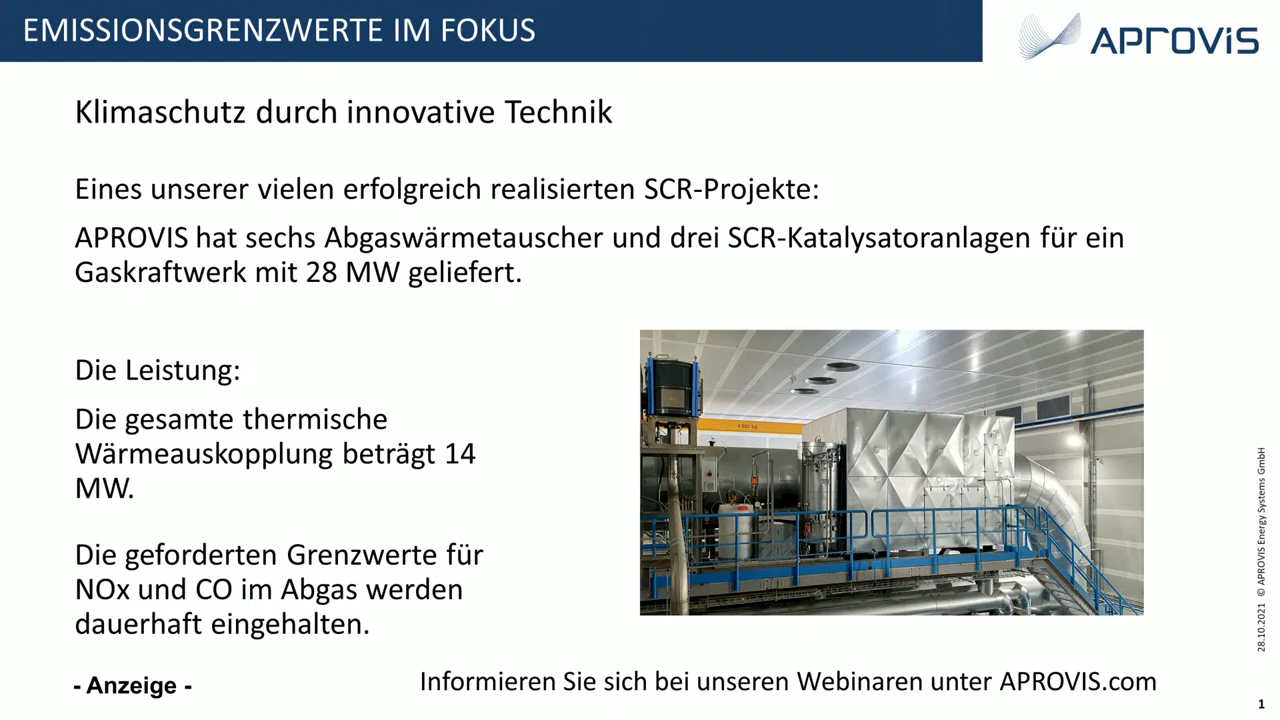 EMISSIONSGRENZWERTE IM FOKUS
APROVIS
Klimaschutz durch innovative Technik
Eines unserer vielen erfolgreich realisierten SCR-Projekte:
APROVIS hat sechs Abgaswärmetauscher und drei SCR-Katalysatoranlagen für ein
Gaskraftwerk mit 28 MW geliefert.
Die Leistung:
Die gesamte thermische
Wärmeauskopplung beträgt 14
MW.
Die geforderten Grenzwerte für
NOx und CO im Abgas werden
dauerhaft eingehalten.
- Anzeige -
Informieren Sie sich bei unseren Webinaren unter APROVIS.com
28.10.2021 © APROVIS Energy Systems GmbH
1